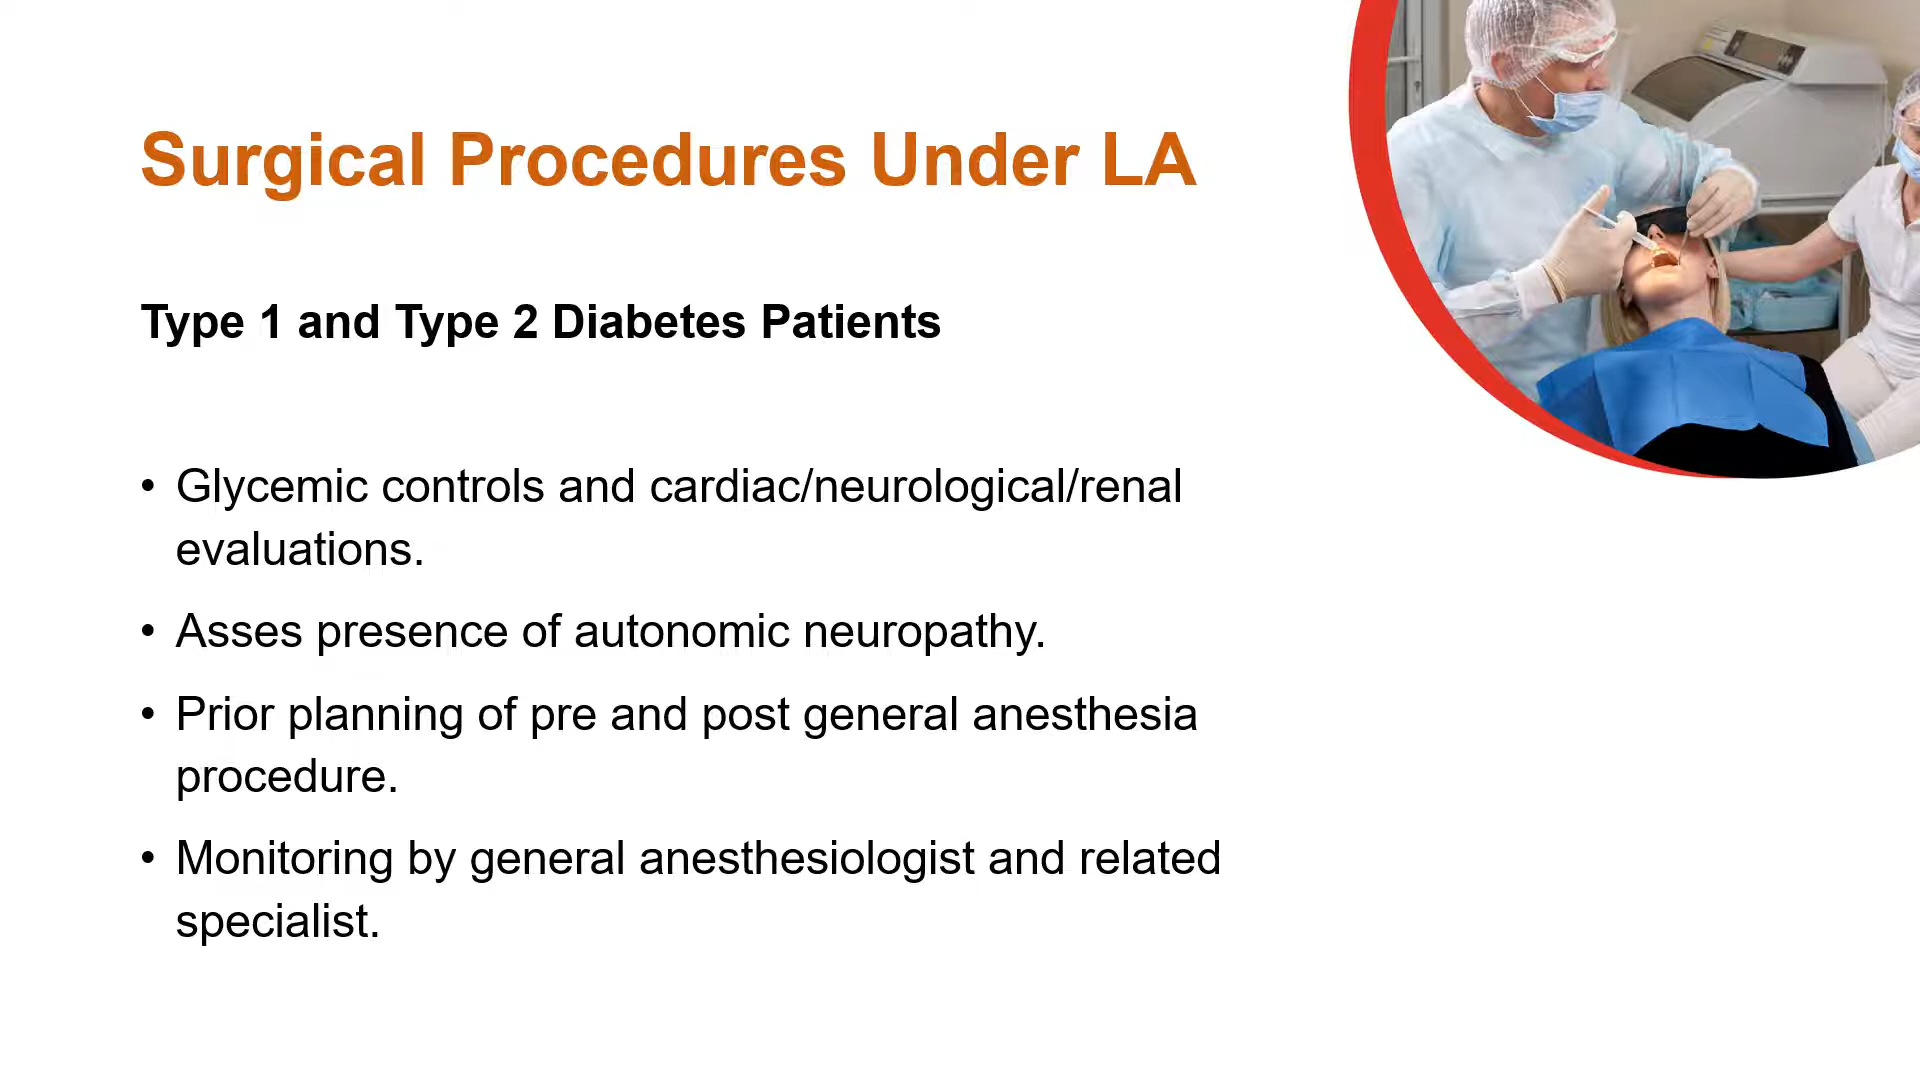 Surgical Procedures Under LA
Type 1 and Type 2 Diabetes Patients
• Glycemic controls and cardiac/neurological/renal
evaluations.
• Asses presence of autonomic neuropathy.
• Prior planning of pre and post general anesthesia
procedure.
• Monitoring by general anesthesiologist and related
specialist.